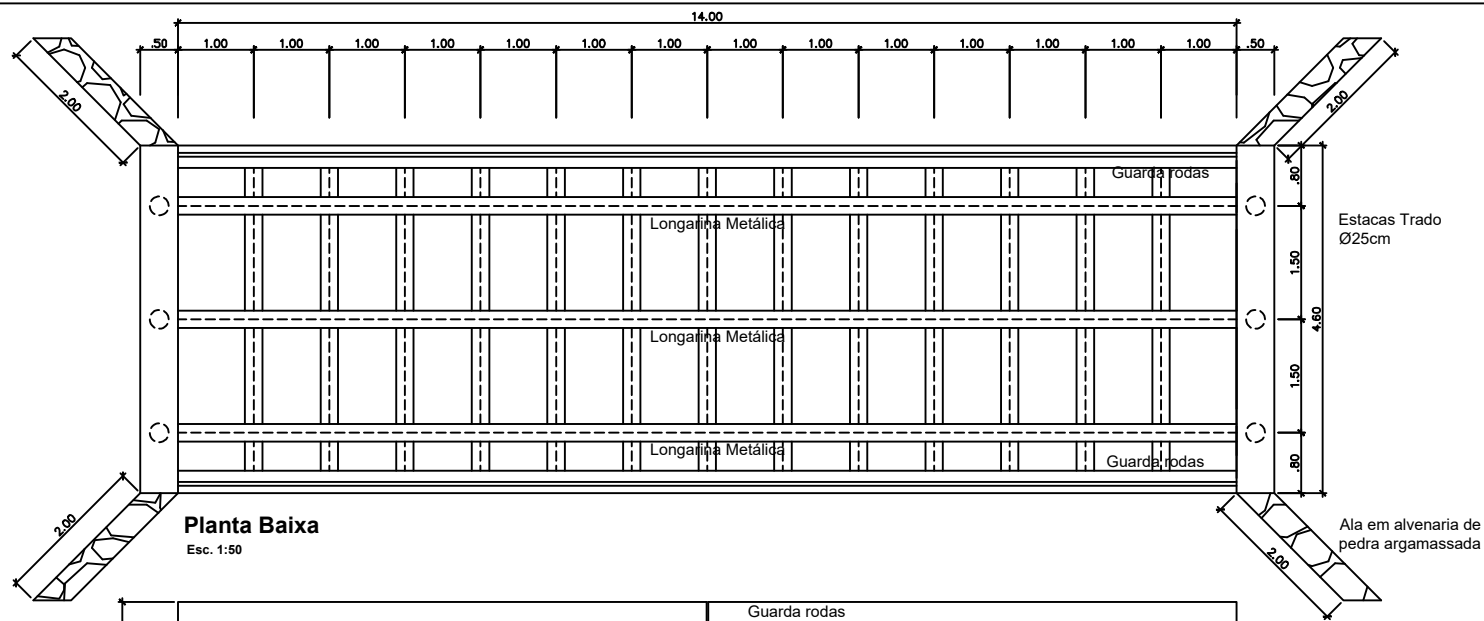 14.00
.50 1.00 1.00 1.00 1.00 1.00 1.00 1.00 1.00 1.00 1.00 1.00 1.00 1.00 1.00 .50
2.00
2.00
Guarda rodas
.80
Longarina Metálica
Estacas Trado
Ø25cm
1.50
4.60
Longarina Metálica
1.50
Longarina Metálica
Guarda rodas
.80
2.00
Planta Baixa
Esc. 1:50
2.00
Ala em alvenaria de
pedra argamassada
Guarda rodas